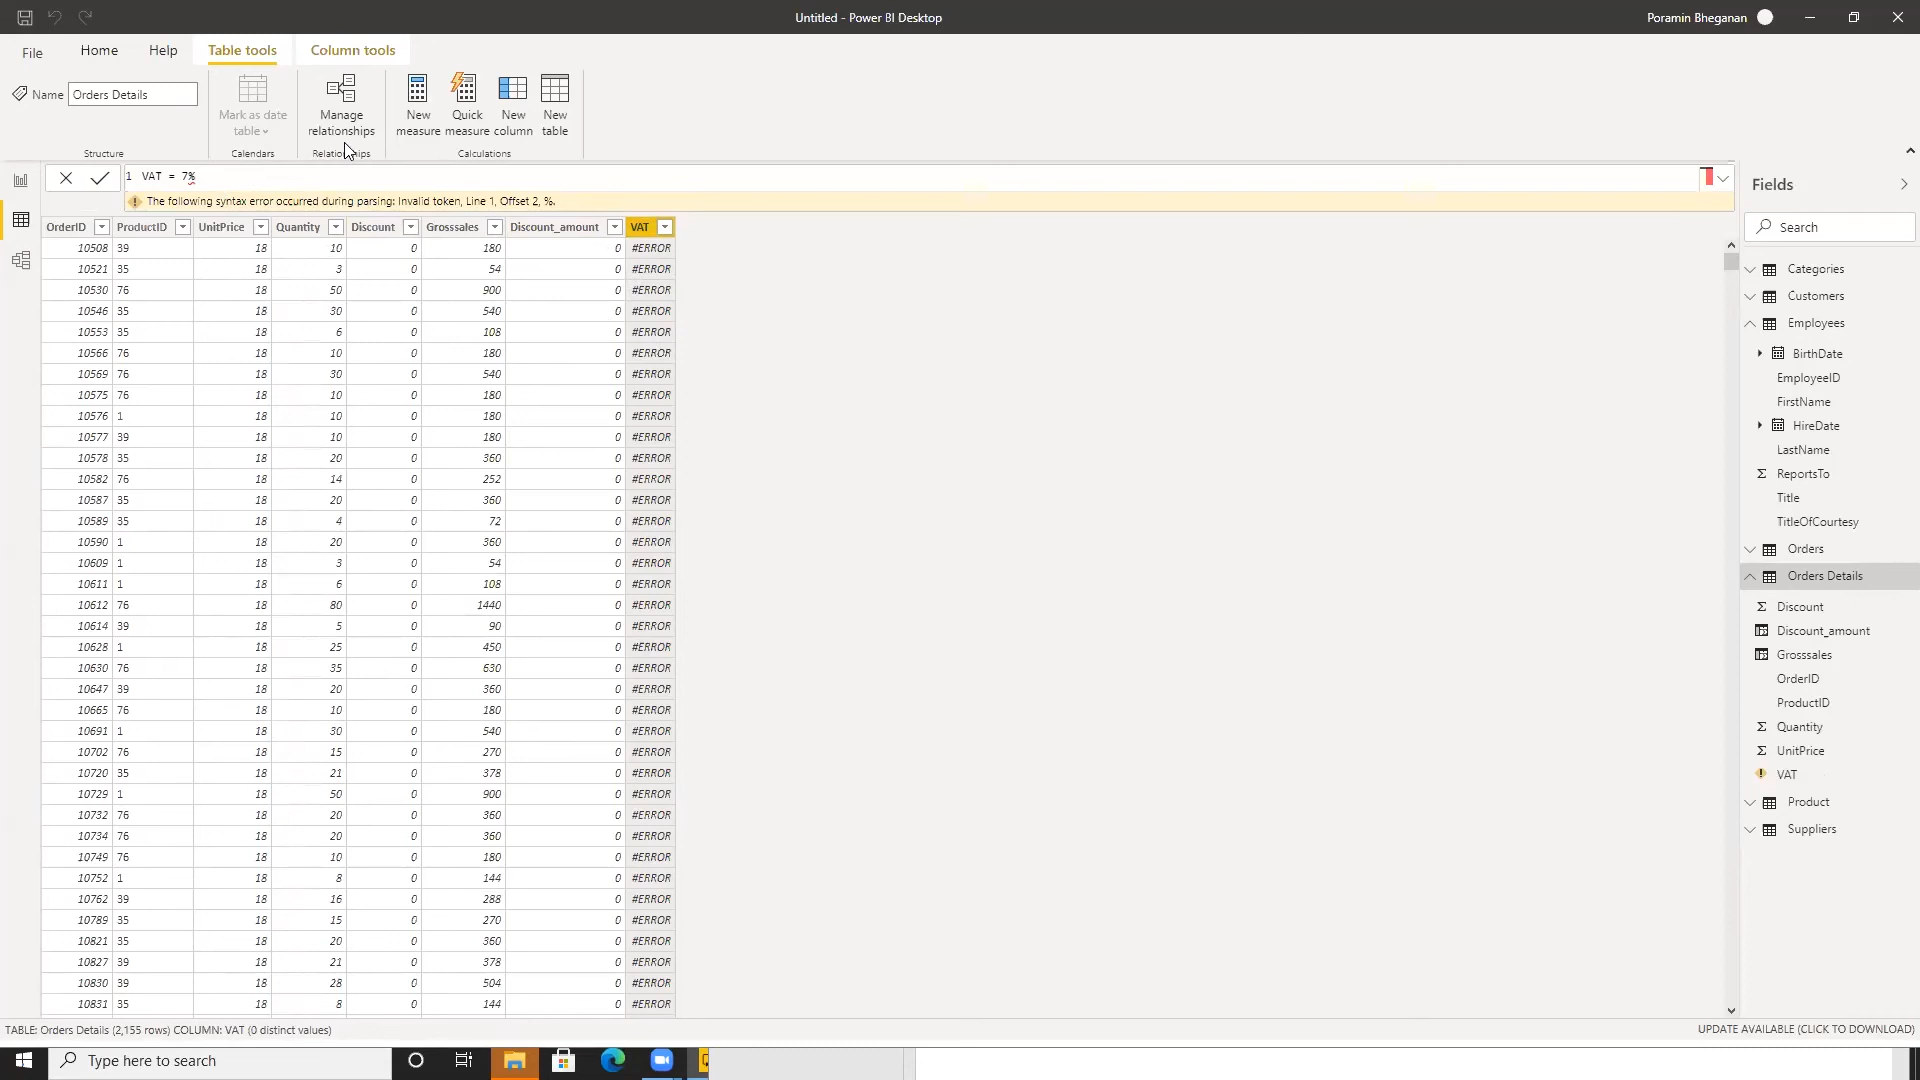 Untitled - Power BI Desktop
Poramin Bheganan
File Home Help Table tools Column tools
Name Orders Details
Mark as date table
Manage relationships
New measure
Quick measure
New column
New table
Structure Calendars Relationships Calculations
1 VAT = 7%
The following syntax error occurred during parsing: Invalid token, Line 1, Offset 2, %.
OrderID ProductID UnitPrice Quantity Discount Grosssales Discount_amount VAT
10508 39 18 10 0 180 0 #ERROR
10521 35 18 3 0 54 0 #ERROR
10530 76 18 50 0 900 0 #ERROR
10546 35 18 30 0 540 0 #ERROR
10553 35 18 6 0 108 0 #ERROR
10566 76 18 10 0 180 0 #ERROR
10569 76 18 30 0 540 0 #ERROR
10575 76 18 10 0 180 0 #ERROR
10576 1 18 10 0 180 0 #ERROR
10577 39 18 10 0 180 0 #ERROR
10578 35 18 20 0 360 0 #ERROR
10582 76 18 14 0 252 0 #ERROR
10587 35 18 20 0 360 0 #ERROR
10589 35 18 4 0 72 0 #ERROR
10590 1 18 20 0 360 0 #ERROR
10609 1 18 3 0 54 0 #ERROR
10611 1 18 6 0 108 0 #ERROR
10612 76 18 80 0 1440 0 #ERROR
10614 39 18 5 0 90 0 #ERROR
10628 1 18 25 0 450 0 #ERROR
10630 76 18 35 0 630 0 #ERROR
10647 39 18 20 0 360 0 #ERROR
10665 76 18 10 0 180 0 #ERROR
10691 1 18 30 0 540 0 #ERROR
10702 76 18 15 0 270 0 #ERROR
10720 35 18 21 0 378 0 #ERROR
10729 1 18 50 0 900 0 #ERROR
10732 76 18 20 0 360 0 #ERROR
10734 76 18 20 0 360 0 #ERROR
10749 76 18 10 0 180 0 #ERROR
10752 1 18 8 0 144 0 #ERROR
10762 39 18 16 0 288 0 #ERROR
10789 35 18 15 0 270 0 #ERROR
10821 35 18 20 0 360 0 #ERROR
10827 39 18 21 0 378 0 #ERROR
10830 39 18 28 0 504 0 #ERROR
10831 35 18 8 0 144 0 #ERROR
Fields
Search
Categories
Customers
Employees
BirthDate
EmployeeID
FirstName
HireDate
LastName
ReportsTo
Title
TitleOfCourtesy
Orders
Orders Details
Discount
Discount_amount
Grosssales
OrderID
ProductID
Quantity
UnitPrice
VAT
Product
Suppliers
TABLE: Orders Details (2,155 rows) COLUMN: VAT (0 distinct values)
UPDATE AVAILABLE (CLICK TO DOWNLOAD)
Type here to search